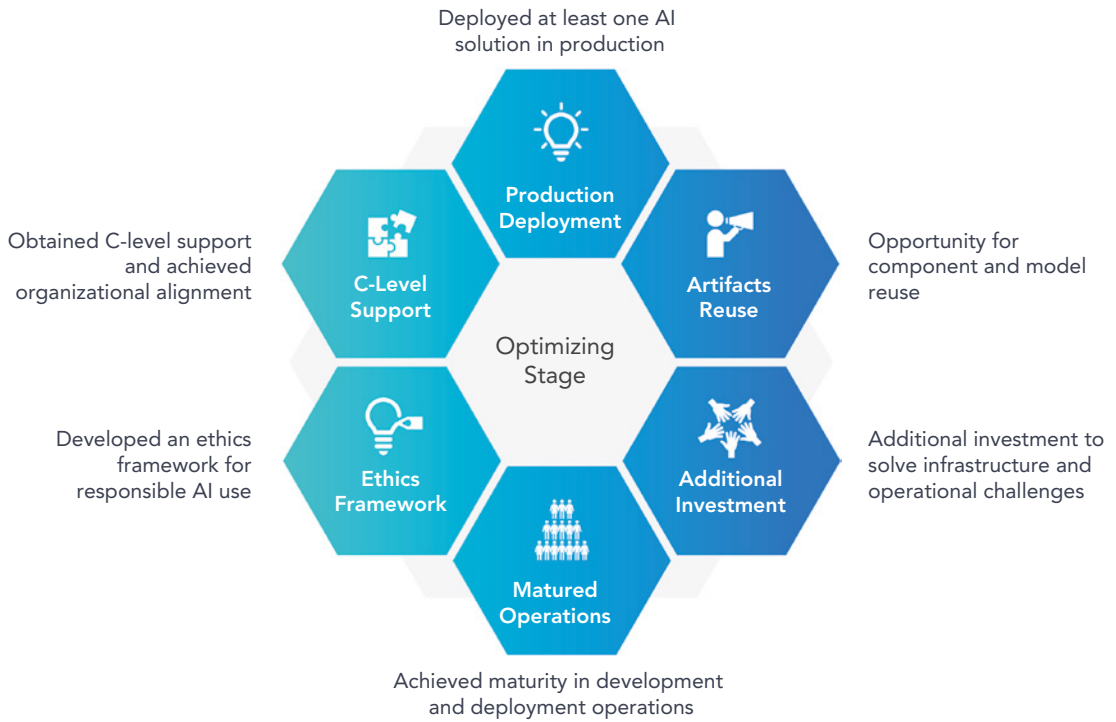 Deployed at least one AI
solution in production
Production
Deployment
Obtained C-level support
and achieved
organizational alignment
C-Level
Support
Artifacts
Reuse
Opportunity for
component and model
reuse
Optimizing
Stage
Developed an ethics
framework for
responsible AI use
Ethics
Framework
Additional
Investment
Additional investment to
solve infrastructure and
operational challenges
Matured
Operations
Achieved maturity in development
and deployment operations